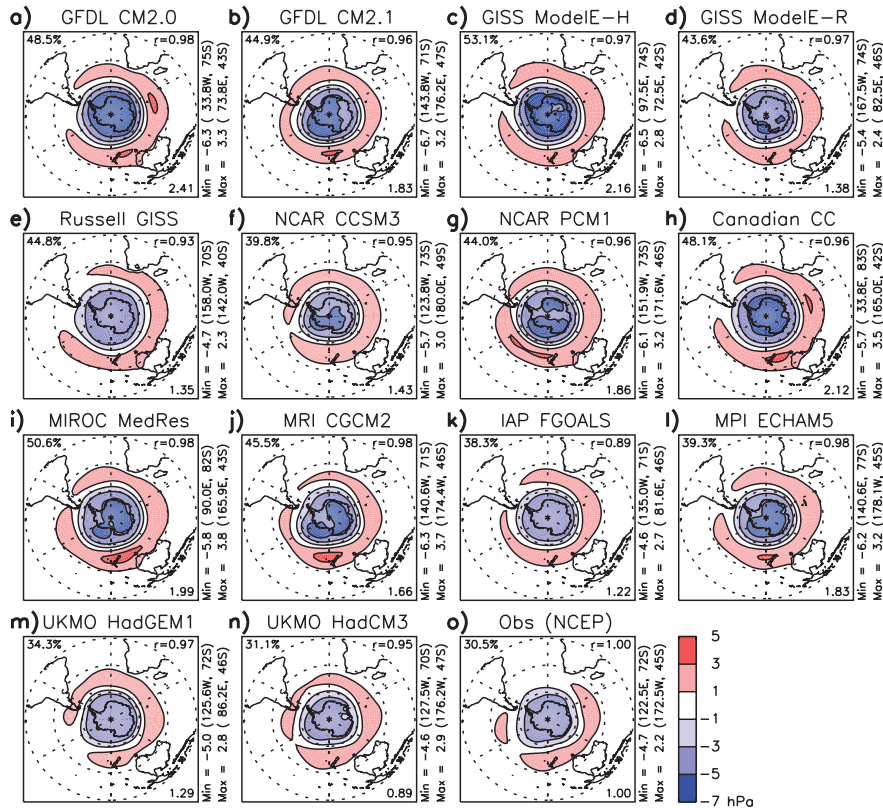 a) GFDL CM2.0
48.5% r=0.98
Min = -6.3 ( 33.8W, 75S)
Max = 3.3 ( 73.8E, 43S)
2.41
b) GFDL CM2.1
44.9% r=0.96
Min = -6.7 (143.8W, 71S)
Max = 3.2 (176.2E, 47S)
1.83
c) GISS ModelE-H
53.1% r=0.97
Min = -6.5 ( 97.5E, 74S)
Max = 2.8 ( 72.5E, 42S)
2.16
d) GISS ModelE-R
43.6% r=0.97
Min = -5.4 (167.5W, 74S)
Max = 2.4 ( 82.5E, 46S)
1.38
e) Russell GISS
44.8% r=0.93
Min = -4.7 (158.0W, 70S)
Max = 2.3 (142.0W, 40S)
1.35
f) NCAR CCSM3
39.8% r=0.95
Min = -5.7 (123.8W, 73S)
Max = 3.0 (180.0E, 49S)
1.43
g) NCAR PCM1
44.0% r=0.96
Min = -6.1 (151.9W, 73S)
Max = 3.2 (171.6W, 46S)
1.86
h) Canadian CC
48.1% r=0.96
Min = -5.7 ( 33.8E, 83S)
Max = 3.5 (165.0E, 42S)
2.12
i) MIROC MedRes
50.6% r=0.98
Min = -5.8 ( 90.0E, 82S)
Max = 3.8 (165.9E, 43S)
1.99
j) MRI CGCM2
45.5% r=0.98
Min = -6.3 (140.6W, 71S)
Max = 3.7 (174.4W, 46S)
1.66
k) IAP FGOALS
38.3% r=0.89
Min = -4.6 (135.0W, 71S)
Max = 2.7 ( 81.6E, 46S)
1.22
l) MPI ECHAM5
39.3% r=0.98
Min = -6.2 (140.6E, 77S)
Max = 3.2 (178.1W, 45S)
1.83
m) UKMO HadGEM1
34.3% r=0.97
Min = -5.0 (125.6W, 72S)
Max = 2.8 ( 86.2E, 46S)
1.29
n) UKMO HadCM3
31.1% r=0.95
Min = -4.6 (127.5W, 70S)
Max = 2.9 (176.2W, 47S)
0.89
o) Obs (NCEP)
30.5% r=1.00
Min = -4.7 (122.5E, 72S)
Max = 2.2 (172.5W, 45S)
1.00
5
3
1
-1
-3
-5
-7 hPa